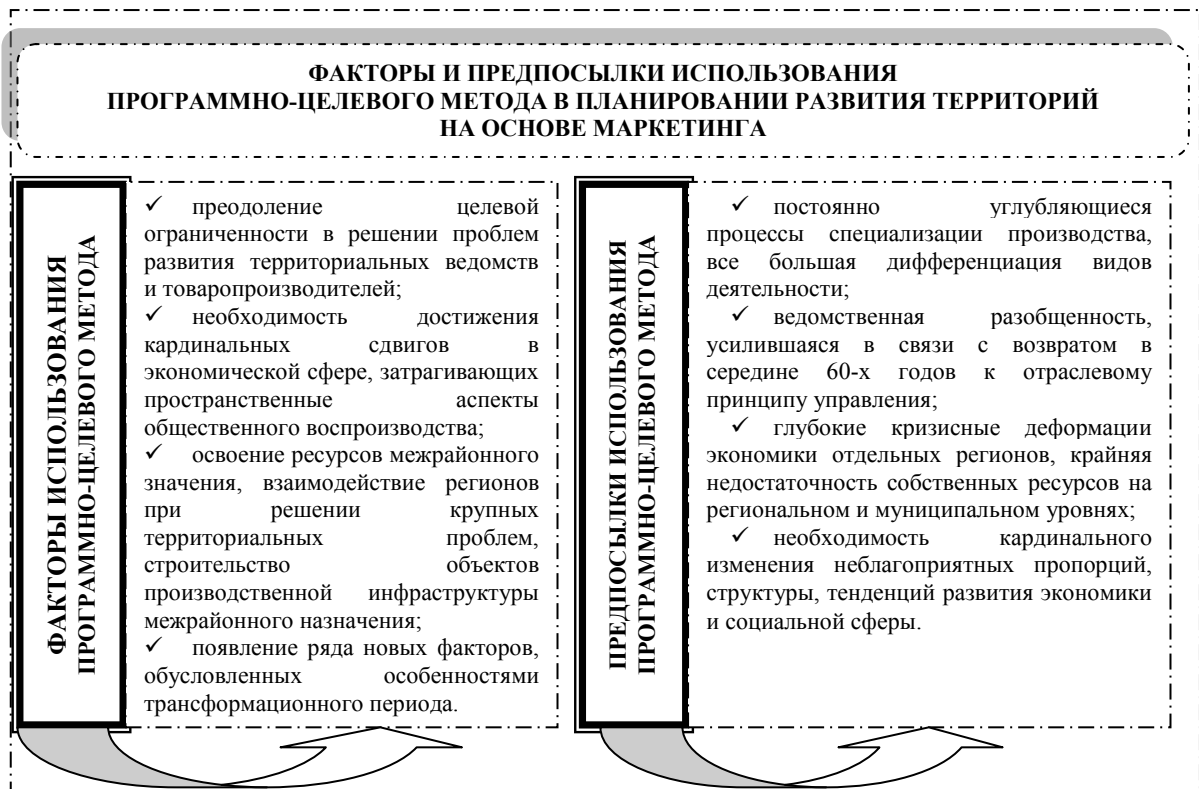 ФАКТОРЫ И ПРЕДПОСЫЛКИ ИСПОЛЬЗОВАНИЯ
ПРОГРАММНО-ЦЕЛЕВОГО МЕТОДА В ПЛАНИРОВАНИИ РАЗВИТИЯ ТЕРРИТОРИЙ
НА ОСНОВЕ МАРКЕТИНГА
ФАКТОРЫ ИСПОЛЬЗОВАНИЯ
ПРОГРАММНО-ЦЕЛЕВОГО МЕТОДА
✓ преодоление целевой
ограниченности в решении проблем
развития территориальных ведомств
и товаропроизводителей;
✓ необходимость достижения
кардинальных сдвигов в
экономической сфере, затрагивающих
пространственные аспекты
общественного воспроизводства;
✓ освоение ресурсов межрайонного
значения, взаимодействие регионов
при решении крупных
территориальных проблем,
строительство объектов
производственной инфраструктуры
межрайонного назначения;
✓ появление ряда новых факторов,
обусловленных особенностями
трансформационного периода.
ПРЕДПОСЫЛКИ ИСПОЛЬЗОВАНИЯ
ПРОГРАММНО-ЦЕЛЕВОГО МЕТОДА
✓ постоянно углубляющиеся
процессы специализации производства,
все большая дифференциация видов
деятельности;
✓ ведомственная разобщенность,
усилившаяся в связи с возвратом в
середине 60-х годов к отраслевому
принципу управления;
✓ глубокие кризисные деформации
экономики отдельных регионов, крайняя
недостаточность собственных ресурсов на
региональном и муниципальном уровнях;
✓ необходимость кардинального
изменения неблагоприятных пропорций,
структуры, тенденций развития экономики
и социальной сферы.